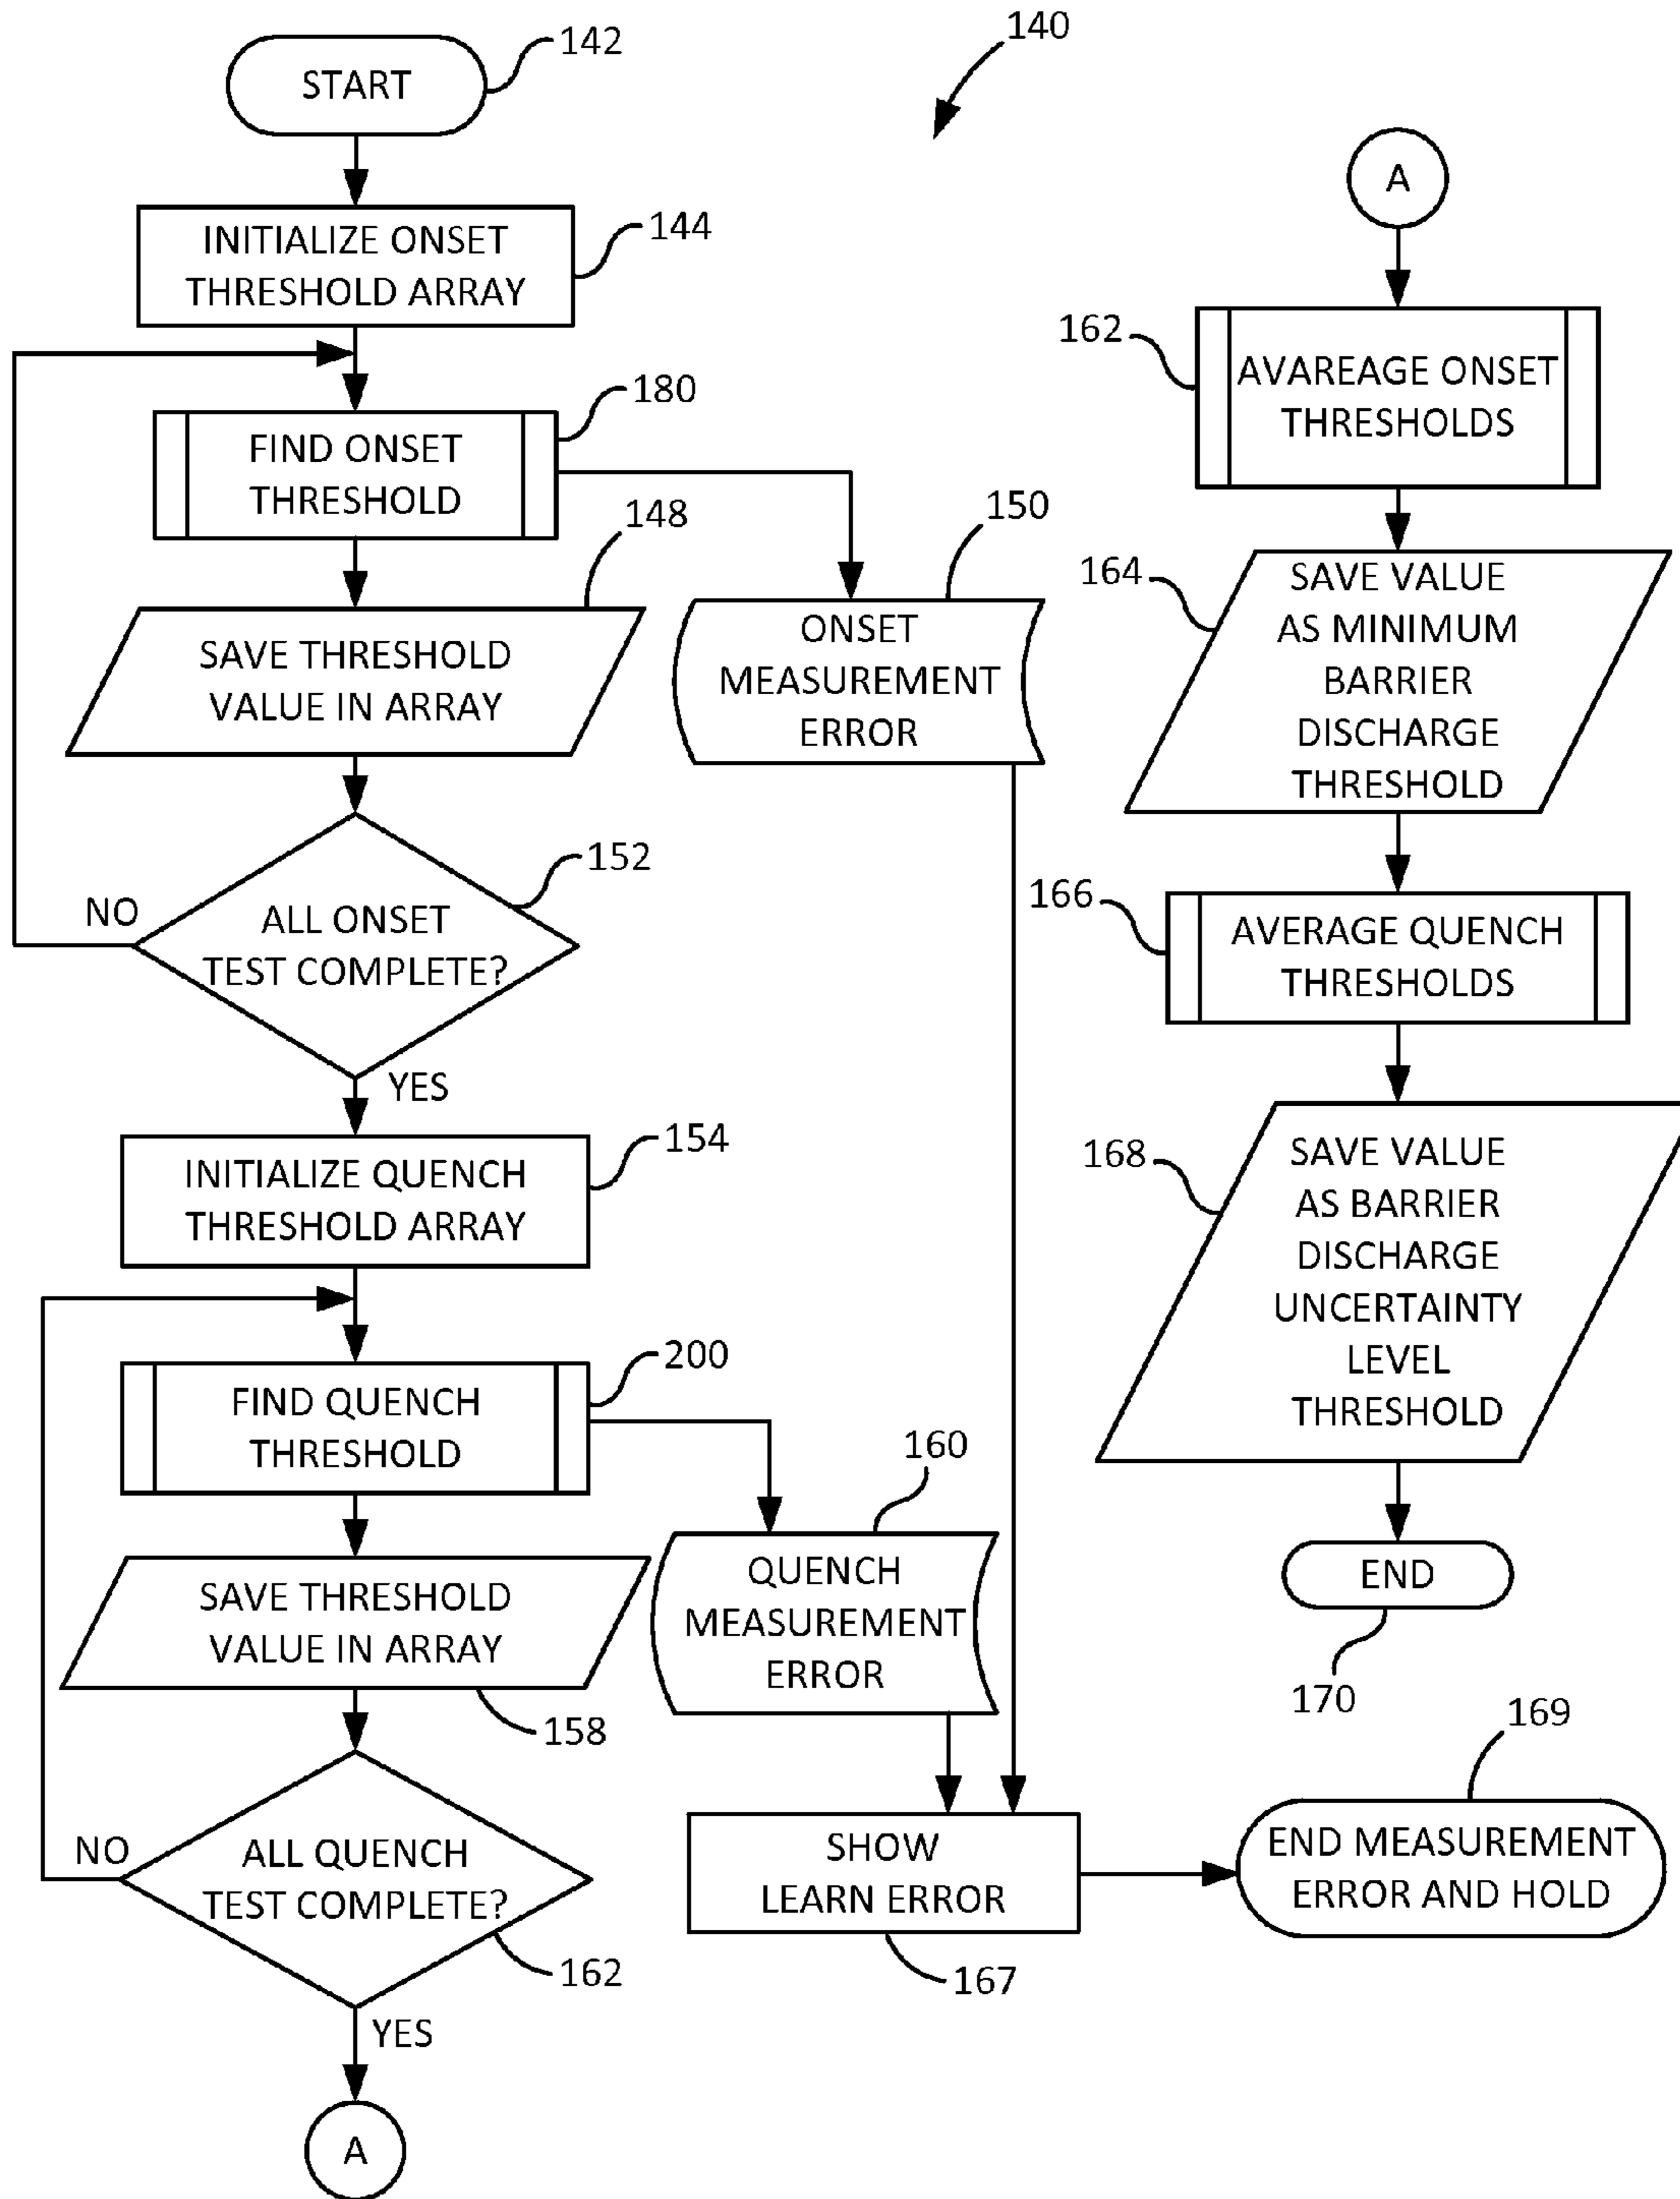 140
START
142
INITIALIZE ONSET
THRESHOLD ARRAY
144
FIND ONSET
THRESHOLD
180
SAVE THRESHOLD
VALUE IN ARRAY
148
ONSET
MEASUREMENT
ERROR
150
ALL ONSET
TEST COMPLETE?
152
NO
YES
INITIALIZE QUENCH
THRESHOLD ARRAY
154
FIND QUENCH
THRESHOLD
200
SAVE THRESHOLD
VALUE IN ARRAY
158
QUENCH
MEASUREMENT
ERROR
160
ALL QUENCH
TEST COMPLETE?
162
NO
YES
A
SHOW
LEARN ERROR
167
END MEASUREMENT
ERROR AND HOLD
169
A
AVAREAGE ONSET
THRESHOLDS
162
SAVE VALUE
AS MINIMUM
BARRIER
DISCHARGE
THRESHOLD
164
AVERAGE QUENCH
THRESHOLDS
166
SAVE VALUE
AS BARRIER
DISCHARGE
UNCERTAINTY
LEVEL
THRESHOLD
168
END
170